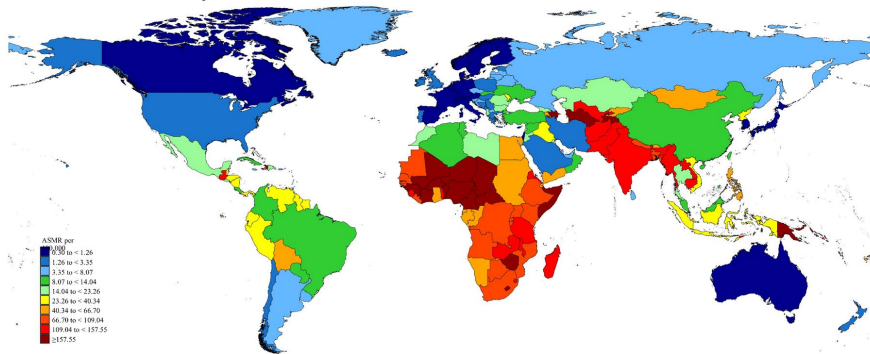 ASMR per
100,000
0.30 to < 1.26
1.26 to < 3.35
3.35 to < 8.07
8.07 to < 14.04
14.04 to < 23.26
23.26 to < 40.34
40.34 to < 66.70
66.70 to < 109.04
109.04 to < 157.55
≥157.55